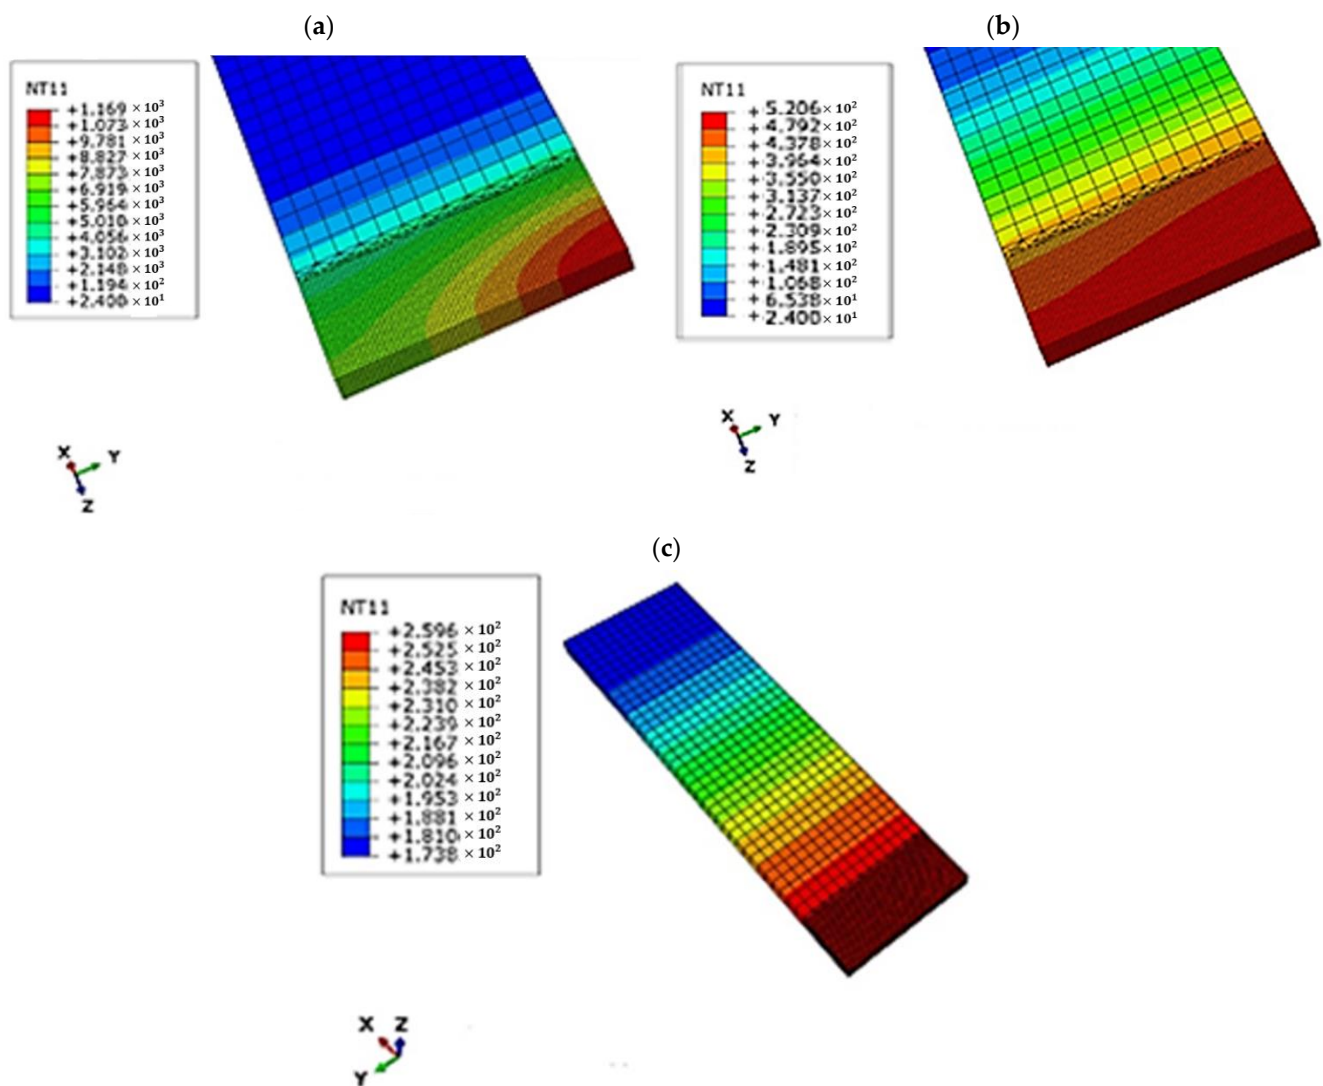 (a)
NT11
+1.169 × 10³
+1.073 × 10³
+9.781 × 10³
+8.827 × 10³
+7.873 × 10³
+6.919 × 10³
+5.964 × 10³
+5.010 × 10³
+4.056 × 10³
+3.102 × 10³
+2.148 × 10³
+1.194 × 10²
+2.400 × 10¹
X
Y
Z
(b)
NT11
+5.206 × 10²
+4.792 × 10²
+4.378 × 10²
+3.964 × 10²
+3.550 × 10²
+3.137 × 10²
+2.723 × 10²
+2.309 × 10²
+1.895 × 10²
+1.481 × 10²
+1.068 × 10²
+6.538 × 10¹
+2.400 × 10¹
X
Y
Z
(c)
NT11
+2.596 × 10²
+2.525 × 10²
+2.453 × 10²
+2.382 × 10²
+2.310 × 10²
+2.239 × 10²
+2.167 × 10²
+2.096 × 10²
+2.024 × 10²
+1.953 × 10²
+1.881 × 10²
+1.810 × 10²
+1.738 × 10²
X Z
Y